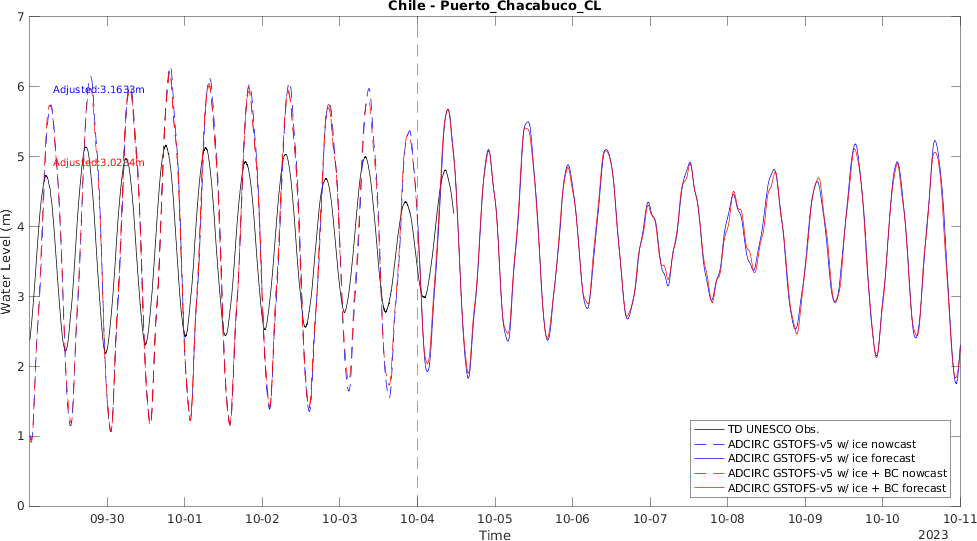 Chile - Puerto_Chacabuco_CL
7
6
5
4
3
2
1
0
Water Level (m)
Adjusted:3.1633m
Adjusted:3.0234m
TD UNESCO Obs.
ADCIRC GSTOFS-v5 w/ ice nowcast
ADCIRC GSTOFS-v5 w/ ice forecast
ADCIRC GSTOFS-v5 w/ ice + BC nowcast
ADCIRC GSTOFS-v5 w/ ice + BC forecast
09-30 10-01 10-02 10-03 10-04 10-05 10-06 10-07 10-08 10-09 10-10 10-11
Time
2023